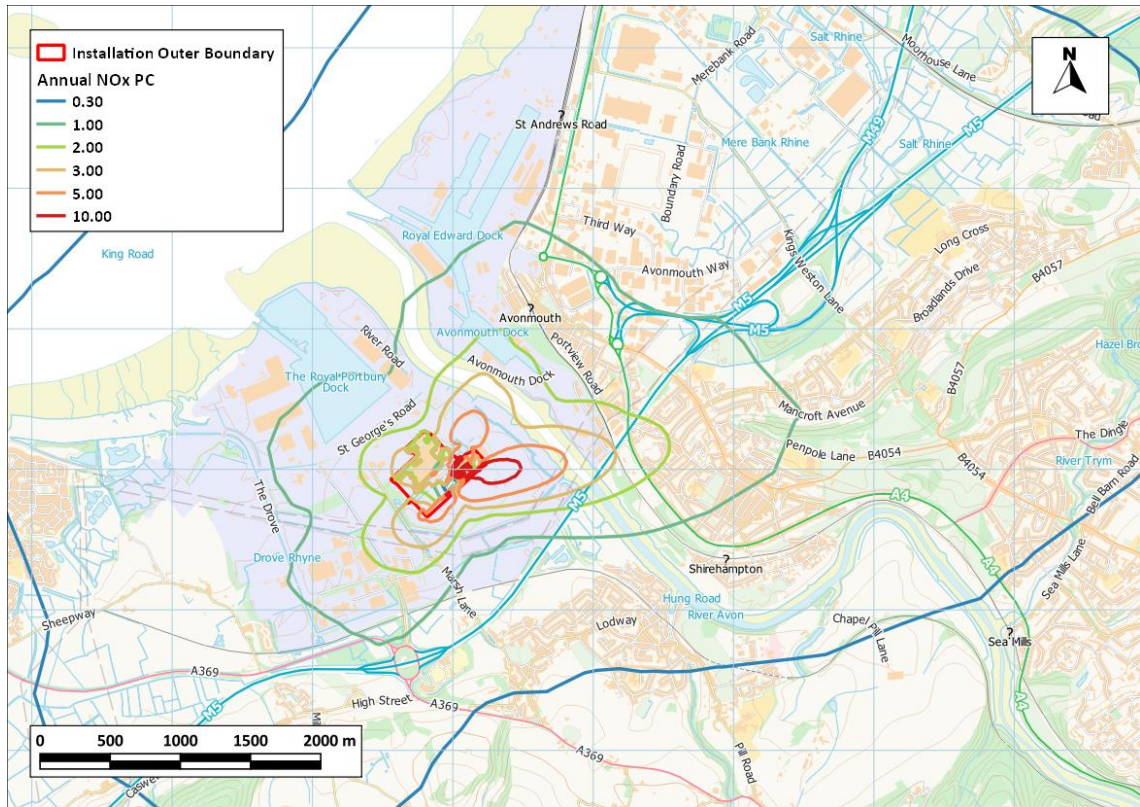 Installation Outer Boundary
Annual NOx PC
0.30
1.00
2.00
3.00
5.00
10.00
N
Salt Rhine
Moorhouse Lane
Merebank Road
M49
M5
St Andrews Road
?
Mere Bank Rhine
Salt Rhine
Boundary Road
Third Way
Royal Edward Dock
King Road
Avonmouth Way
Kings Weston Lane
Long Cross
B4057
Broadlands Drive
M5
M5
?
Avonmouth
Avonmouth Dock
Portview Road
River Road
Avonmouth Dock
The Royal Portbury
Dock
St George's Road
B4057
Mancroft Avenue
Penpole Lane
B4054
B4054
The Dingle
River Trym
Bell Barn Road
The Drove
M5
A4
Drove Rhyne
Marsh Lane
?
Shirehampton
A4
Sea Mills Lane
Hung Road
River Avon
Lodway
Chapel Pill Lane
?
Sea Mills
Sheepway
A369
High Street
A369
M5
A4
A369
Pill Road
0
500
1000
1500
2000 m